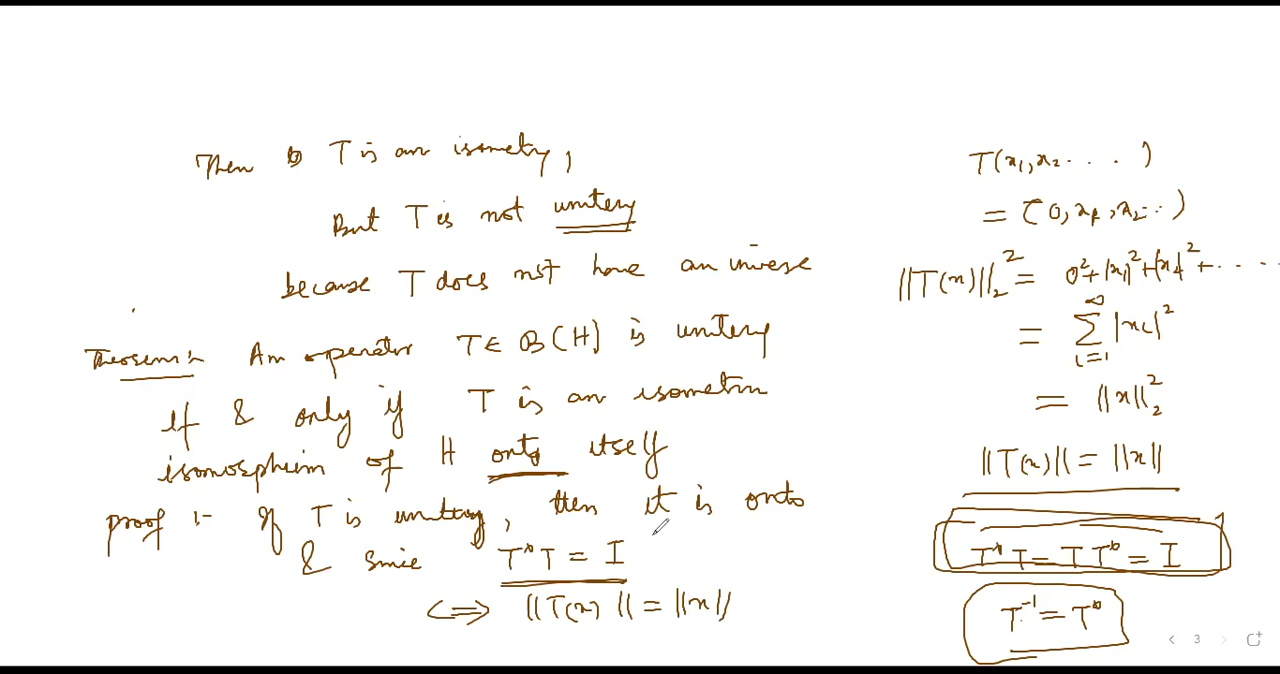 Then T is an isometry,
But T is not unitary
because T does not have an inverse
Theorem :- An operator T ∈ B(H) is unitary
if & only if T is an isometric
isomorphism of H onto itself
proof :- If T is unitary, then it is onto
& since T* T = I
<=> ||T(x)|| = ||x||
T(x₁, x₂ . . . . )
= (0, x₁, x₂ ...)
||T(x)||₂² = 0² + |x₁|² + |x₂|² + . . . .
= ∞∑i=1 |xᵢ|²
= ||x||₂²
||T(x)|| = ||x||
T* T = T T* = I
T⁻¹ = T*
3